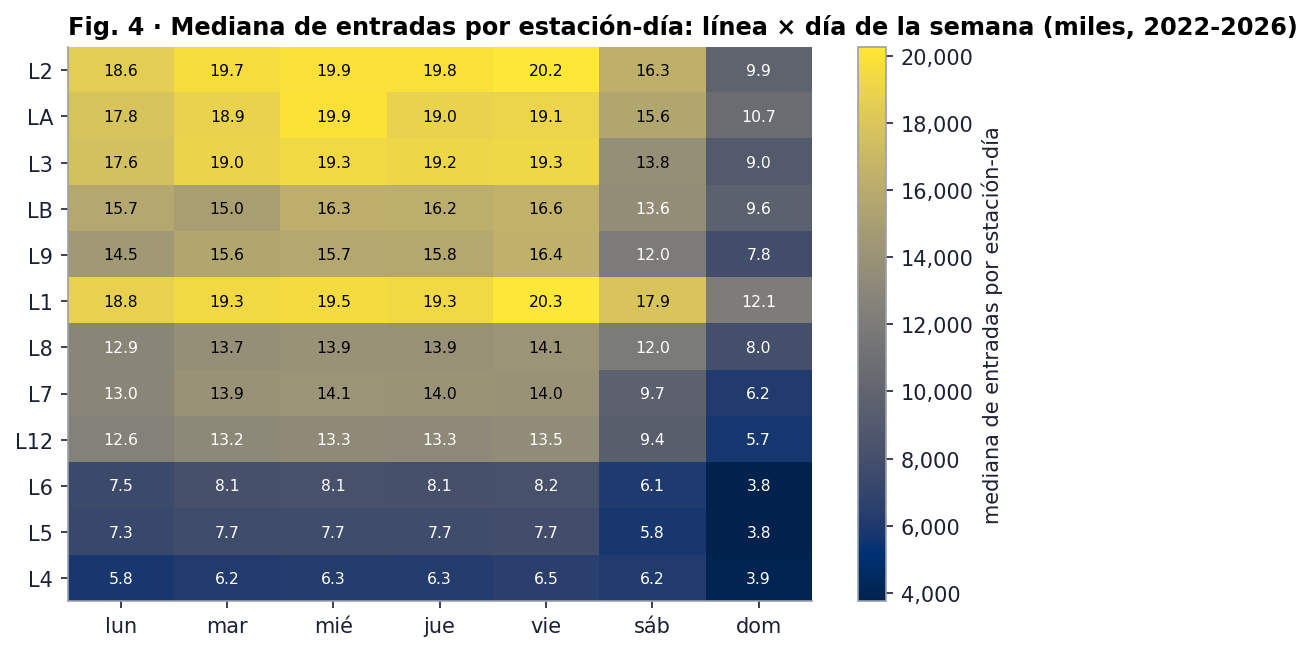 Fig. 4 · Mediana de entradas por estación-día: línea × día de la semana (miles, 2022-2026)
L2 18.6 19.7 19.9 19.8 20.2 16.3 9.9
LA 17.8 18.9 19.9 19.0 19.1 15.6 10.7
L3 17.6 19.0 19.3 19.2 19.3 13.8 9.0
LB 15.7 15.0 16.3 16.2 16.6 13.6 9.6
L9 14.5 15.6 15.7 15.8 16.4 12.0 7.8
L1 18.8 19.3 19.5 19.3 20.3 17.9 12.1
L8 12.9 13.7 13.9 13.9 14.1 12.0 8.0
L7 13.0 13.9 14.1 14.0 14.0 9.7 6.2
L12 12.6 13.2 13.3 13.3 13.5 9.4 5.7
L6 7.5 8.1 8.1 8.1 8.2 6.1 3.8
L5 7.3 7.7 7.7 7.7 7.7 5.8 3.8
L4 5.8 6.2 6.3 6.3 6.5 6.2 3.9
lun mar mié jue vie sáb dom
20,000
18,000
16,000
14,000
12,000
10,000
8,000
6,000
4,000
mediana de entradas por estación-día